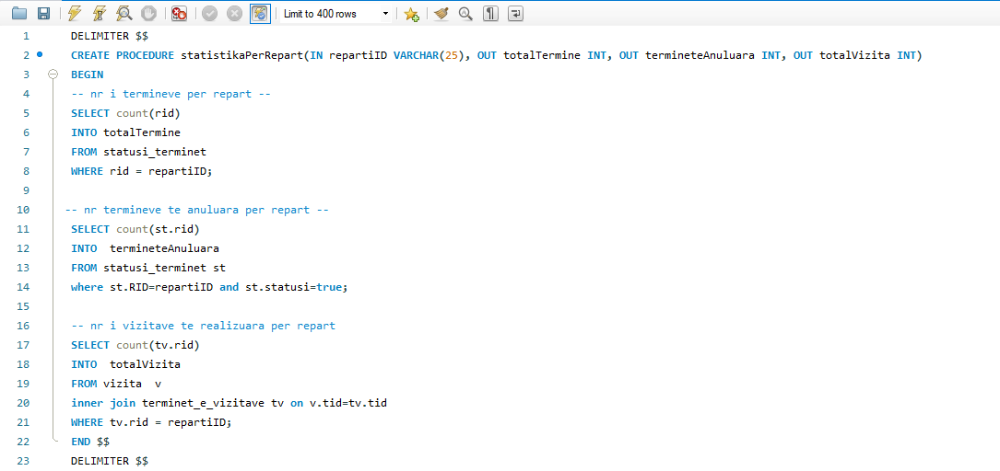 Limit to 400 rows
1 DELIMITER $$
2 CREATE PROCEDURE statistikaPerRepart(IN repartiID VARCHAR(25), OUT totalTermine INT, OUT termineteAnuluara INT, OUT totalVizita INT)
3 BEGIN
4 -- nr i termineve per repart --
5 SELECT count(rid)
6 INTO totalTermine
7 FROM statusi_terminet
8 WHERE rid = repartiID;
9
10 -- nr termineve te anuluara per repart --
11 SELECT count(st.rid)
12 INTO  termineteAnuluara
13 FROM statusi_terminet st
14 where st.RID=repartiID and st.statusi=true;
15
16 -- nr i vizitave te realizuara per repart
17 SELECT count(tv.rid)
18 INTO  totalVizita
19 FROM vizita  v
20 inner join terminet_e_vizitave tv on v.tid=tv.tid
21 WHERE tv.rid = repartiID;
22 END $$
23 DELIMITER $$